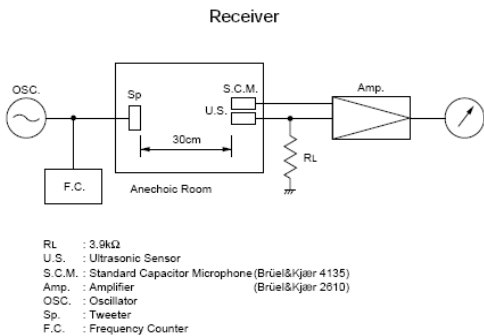 Receiver
OSC.
Sp
S.C.M.
U.S.
Amp.
30cm
RL
F.C.
Anechoic Room
RL : 3.9kΩ
U.S. : Ultrasonic Sensor
S.C.M. : Standard Capacitor Microphone(Brüel&Kjær 4135)
Amp. : Amplifier (Brüel&Kjær 2610)
OSC. : Oscillator
Sp. : Tweeter
F.C. : Frequency Counter